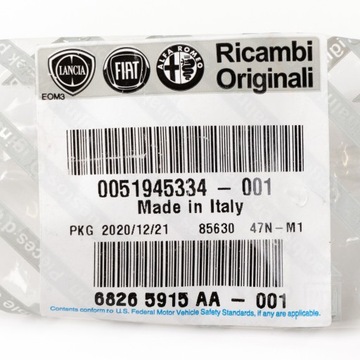 LANCIA FIAT ALFA ROMEO Ricambi
Originali
EOM3
0051945334 - 001
Made in Italy
PKG 2020/12/21 85630 47N-M1
6826 5915 AA - 001
Contents conform to U.S. Federal Motor Vehicle Safety Standards, if any are applicable.